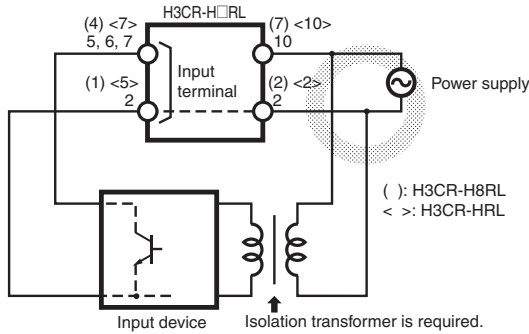 H3CR-H□RL
(4) <7>
5, 6, 7
(7) <10>
10
Input
terminal
(1) <5>
2
(2) <2>
2
Power supply
( ): H3CR-H8RL
< >: H3CR-HRL
Input device
Isolation transformer is required.